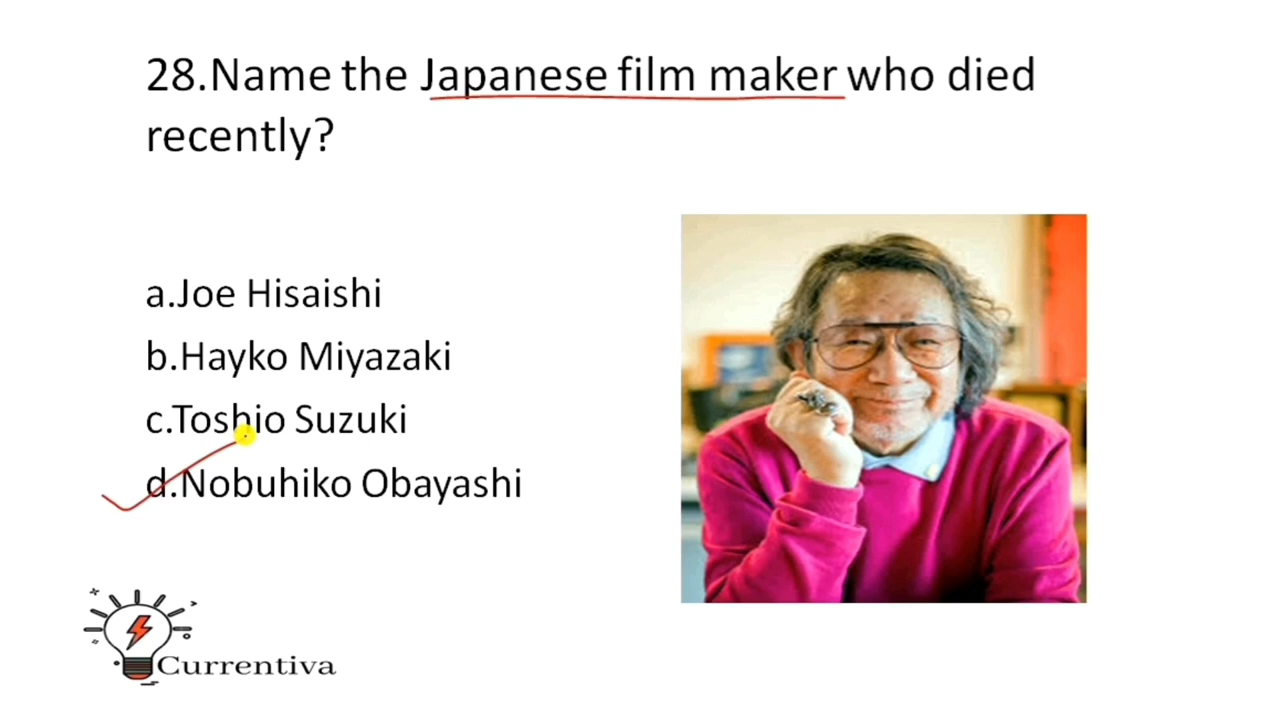 28.Name the Japanese film maker who died
recently?
a.Joe Hisaishi
b.Hayko Miyazaki
c.Toshio Suzuki
d.Nobuhiko Obayashi
Currentiva